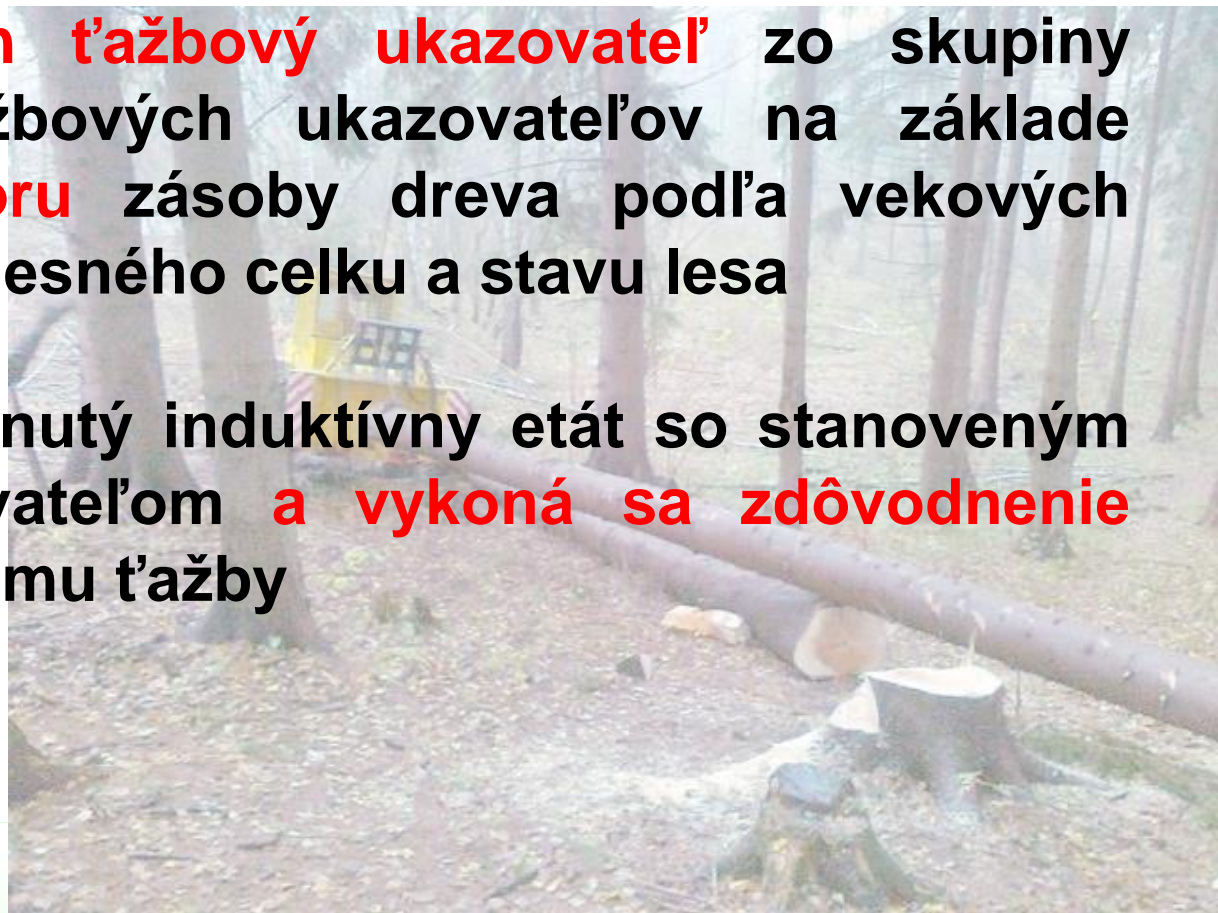 ťažbový ukazovateľ zo skupiny
žbových ukazovateľov na základe
oru zásoby dreva podľa vekových
esného celku a stavu lesa
nutý induktívny etát so stanoveným
vateľom a vykoná sa zdôvodnenie
mu ťažby